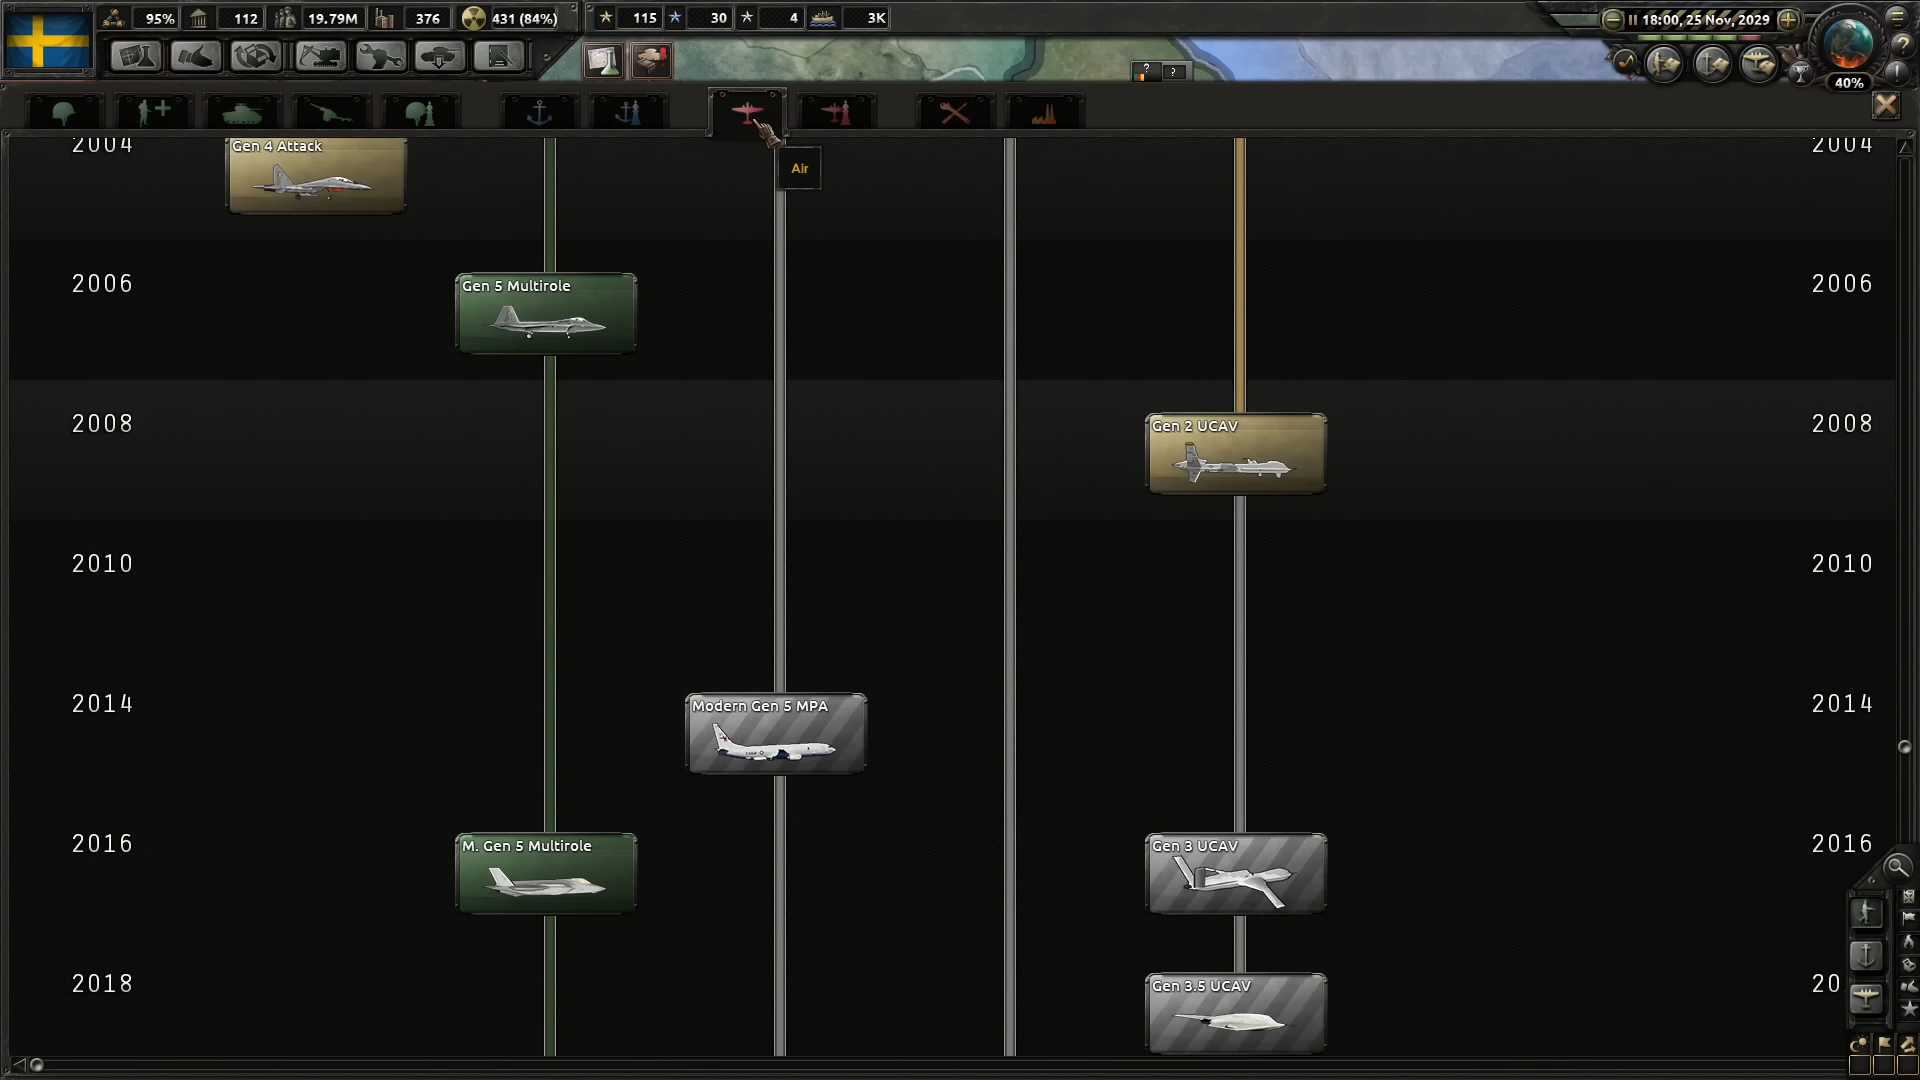 95%
112
19.79M
376
431 (84%)
115
30
4
3K
18:00, 25 Nov, 2029
40%
Air
2004
Gen 4 Attack
2004
2006
Gen 5 Multirole
2006
2008
Gen 2 UCAV
2008
2010
2010
2014
Modern Gen 5 MPA
2014
2016
M. Gen 5 Multirole
Gen 3 UCAV
2016
2018
Gen 3.5 UCAV
20